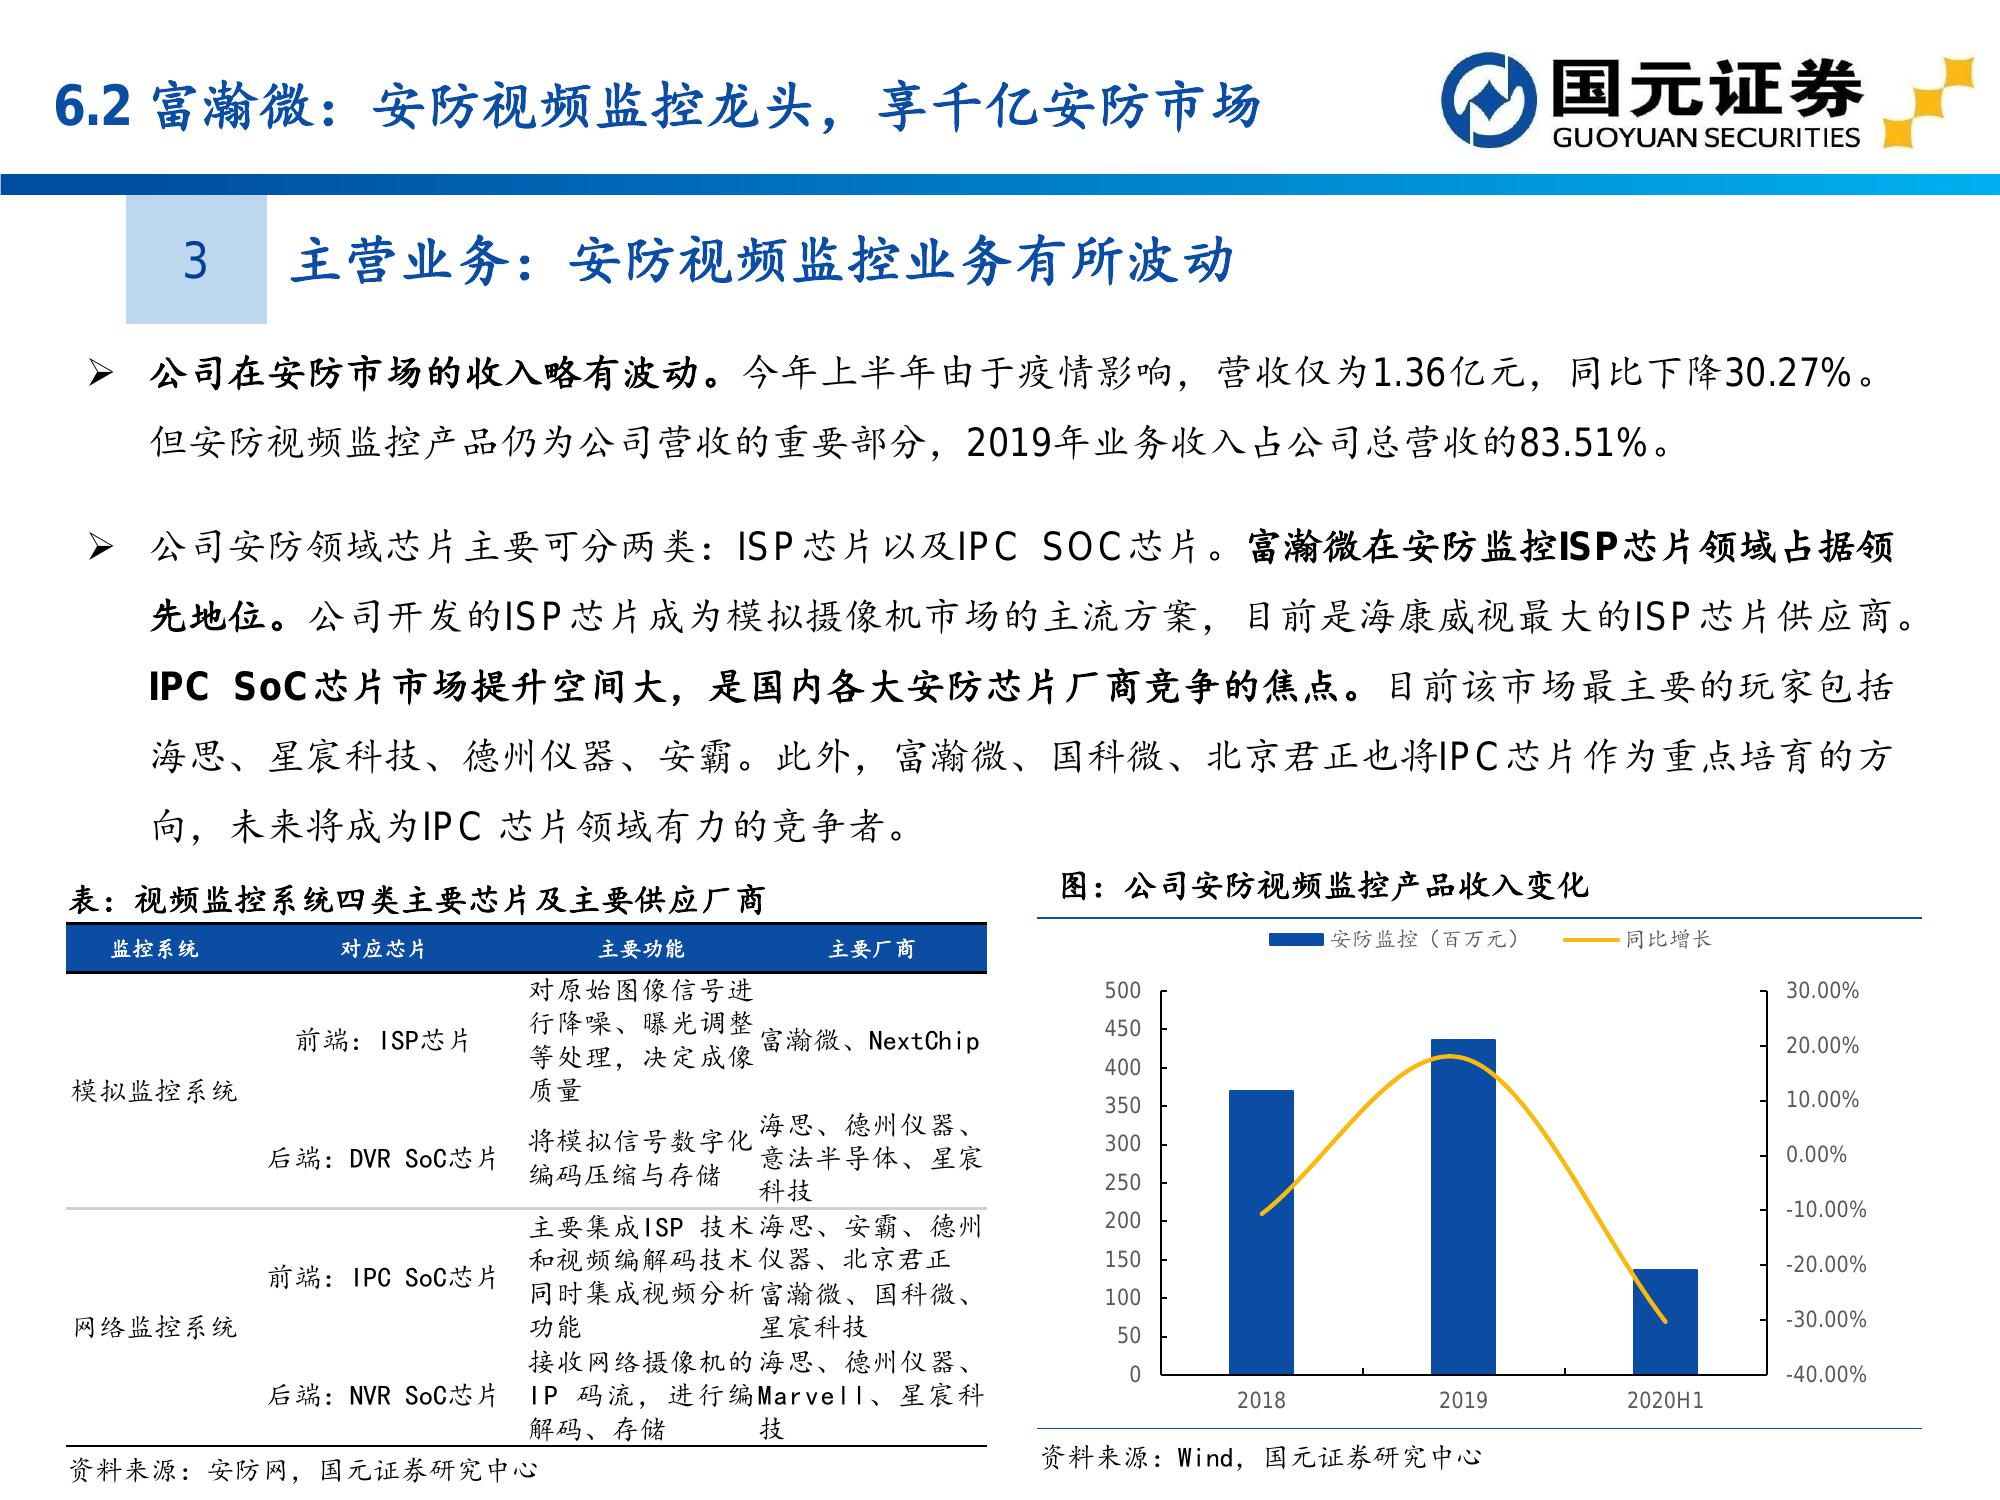 6.2 富瀚微：安防视频监控龙头，享千亿安防市场
国元证券
GUOYUAN SECURITIES
3
主营业务：安防视频监控业务有所波动
➢ 公司在安防市场的收入略有波动。今年上半年由于疫情影响，营收仅为1.36亿元，同比下降30.27%。
但安防视频监控产品仍为公司营收的重要部分，2019年业务收入占公司总营收的83.51%。
➢ 公司安防领域芯片主要可分两类：ISP芯片以及IPC SOC芯片。富瀚微在安防监控ISP芯片领域占据领
先地位。公司开发的ISP芯片成为模拟摄像机市场的主流方案，目前是海康威视最大的ISP芯片供应商。
IPC SoC芯片市场提升空间大，是国内各大安防芯片厂商竞争的焦点。目前该市场最主要的玩家包括
海思、星宸科技、德州仪器、安霸。此外，富瀚微、国科微、北京君正也将IPC芯片作为重点培育的方
向，未来将成为IPC 芯片领域有力的竞争者。
表：视频监控系统四类主要芯片及主要供应厂商
监控系统 对应芯片 主要功能 主要厂商
模拟监控系统
前端：ISP芯片
对原始图像信号进
行降噪、曝光调整
等处理，决定成像
质量
富瀚微、NextChip
后端：DVR SoC芯片
将模拟信号数字化
编码压缩与存储
海思、德州仪器、
意法半导体、星宸
科技
网络监控系统
前端：IPC SoC芯片
主要集成ISP 技术
和视频编解码技术
同时集成视频分析
功能
海思、安霸、德州
仪器、北京君正
富瀚微、国科微、
星宸科技
后端：NVR SoC芯片
接收网络摄像机的
IP 码流，进行编
解码、存储
海思、德州仪器、
Marvell、星宸科
技
资料来源：安防网，国元证券研究中心
图：公司安防视频监控产品收入变化
安防监控（百万元） 同比增长
500
450
400
350
300
250
200
150
100
50
0
30.00%
20.00%
10.00%
0.00%
-10.00%
-20.00%
-30.00%
-40.00%
2018 2019 2020H1
资料来源：Wind，国元证券研究中心